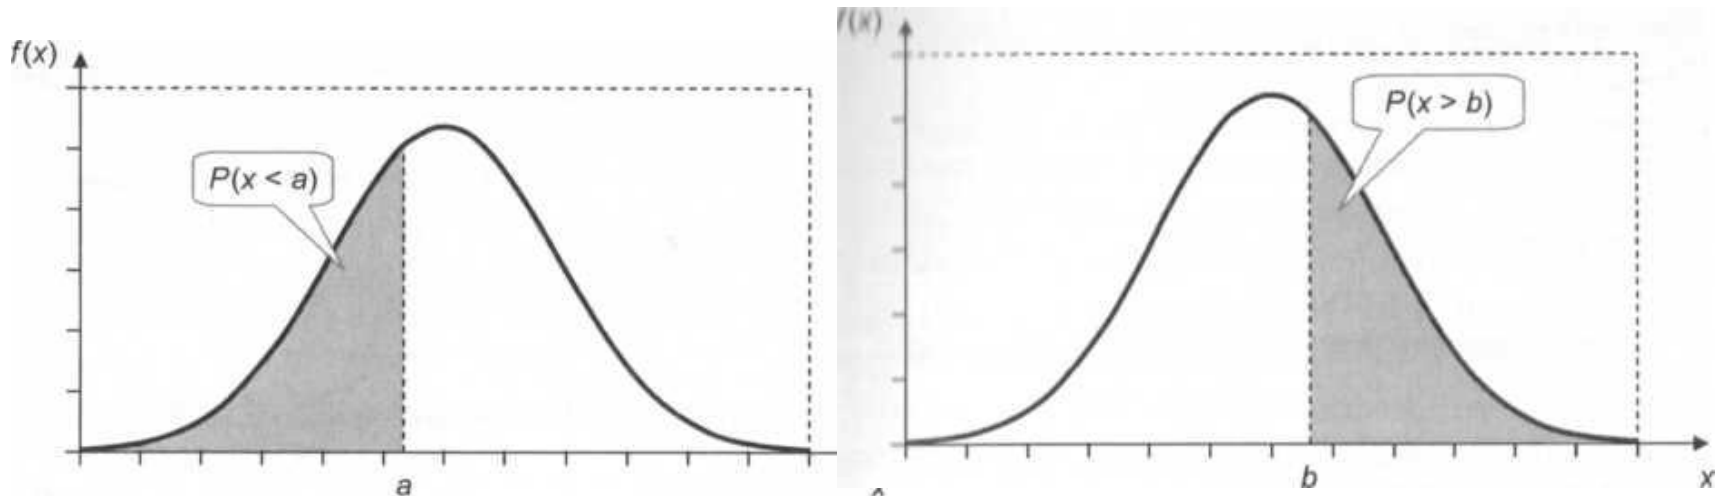 f(x)
P(x < a)
a
f(x)
P(x > b)
b
x